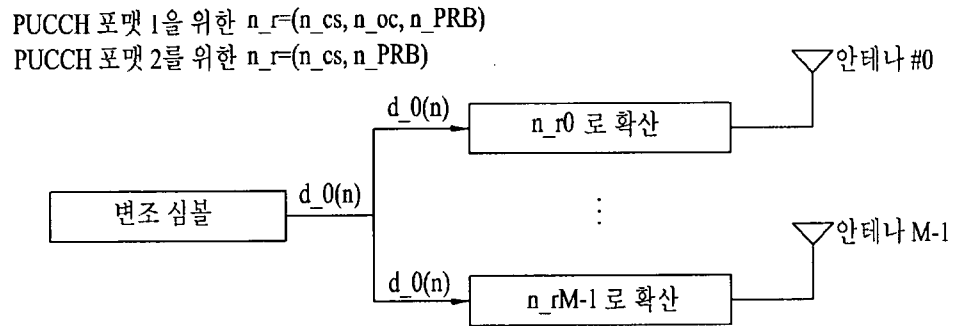 PUCCH 포맷 1을 위한 n_r=(n_cs, n_oc, n_PRB)
PUCCH 포맷 2를 위한 n_r=(n_cs, n_PRB)
안테나 #0
d_0(n)
n_r0 로 확산
변조 심볼
d_0(n)
⋮
안테나 M-1
d_0(n)
n_rM-1 로 확산